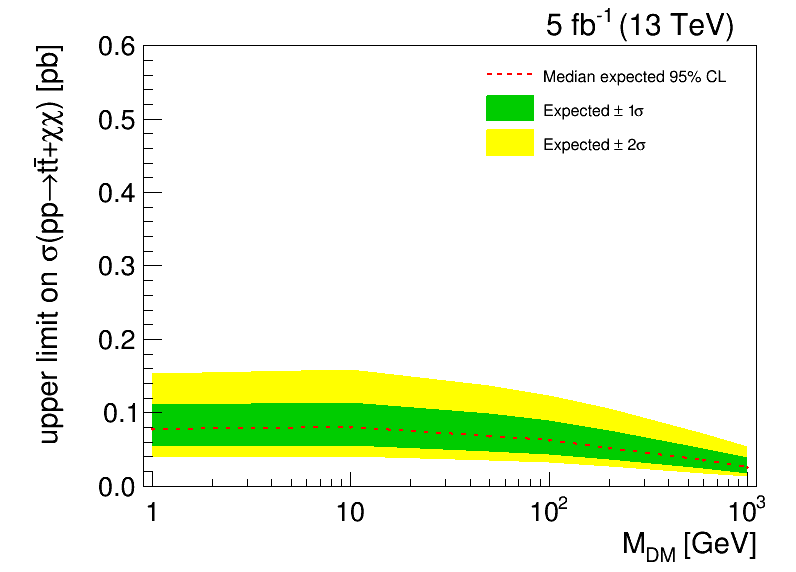 5 fb⁻¹ (13 TeV)
upper limit on σ(pp→tt̄+χχ) [pb]
0.6
0.5
0.4
0.3
0.2
0.1
0.0
Median expected 95% CL
Expected ± 1σ
Expected ± 2σ
1 10 10² 10³
M_DM [GeV]